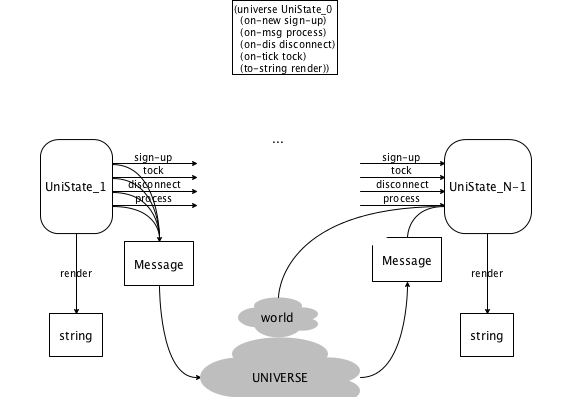 (universe UniState_0
(on-new sign-up)
(on-msg process)
(on-dis disconnect)
(on-tick tock)
(to-string render))
...
sign-up
tock
disconnect
process
sign-up
tock
disconnect
process
UniState_1
UniState_N-1
Message
Message
render
render
world
string
string
UNIVERSE